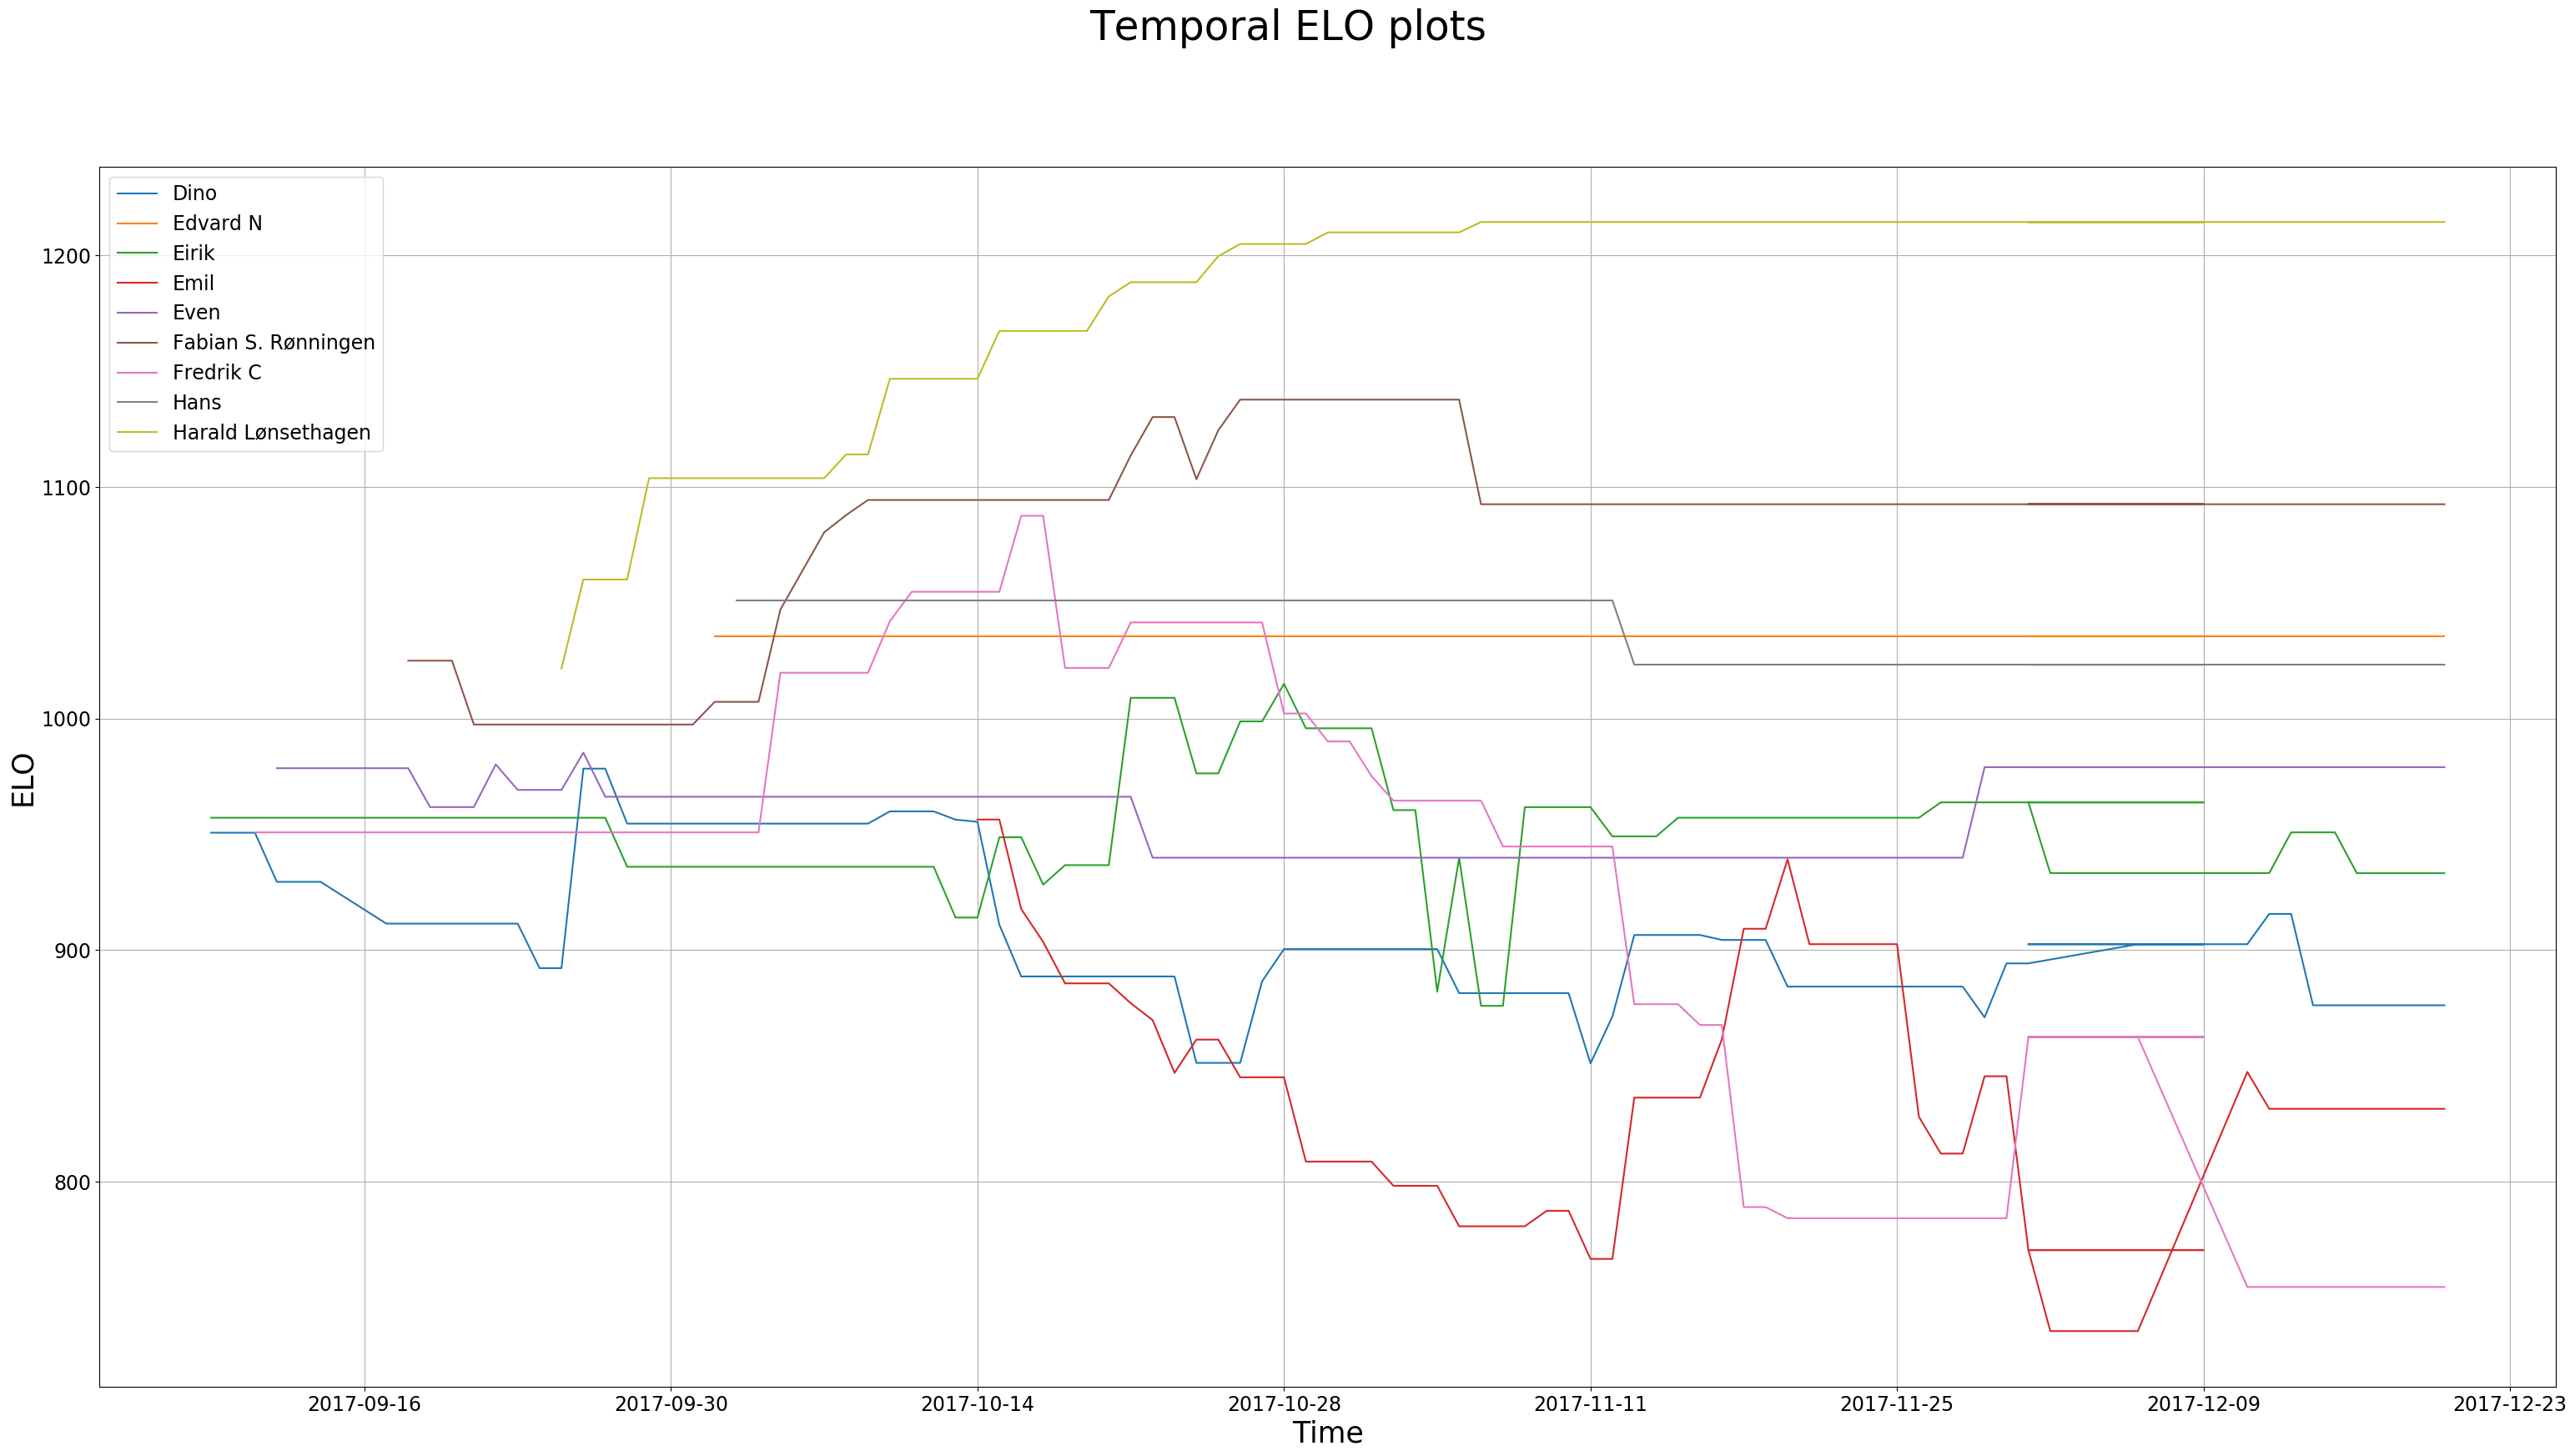 Temporal ELO plots
Dino
Edvard N
Eirik
Emil
Even
Fabian S. Rønningen
Fredrik C
Hans
Harald Lønsethagen
1200
1100
1000
900
800
ELO
2017-09-16
2017-09-30
2017-10-14
2017-10-28
2017-11-11
2017-11-25
2017-12-09
2017-12-23
Time